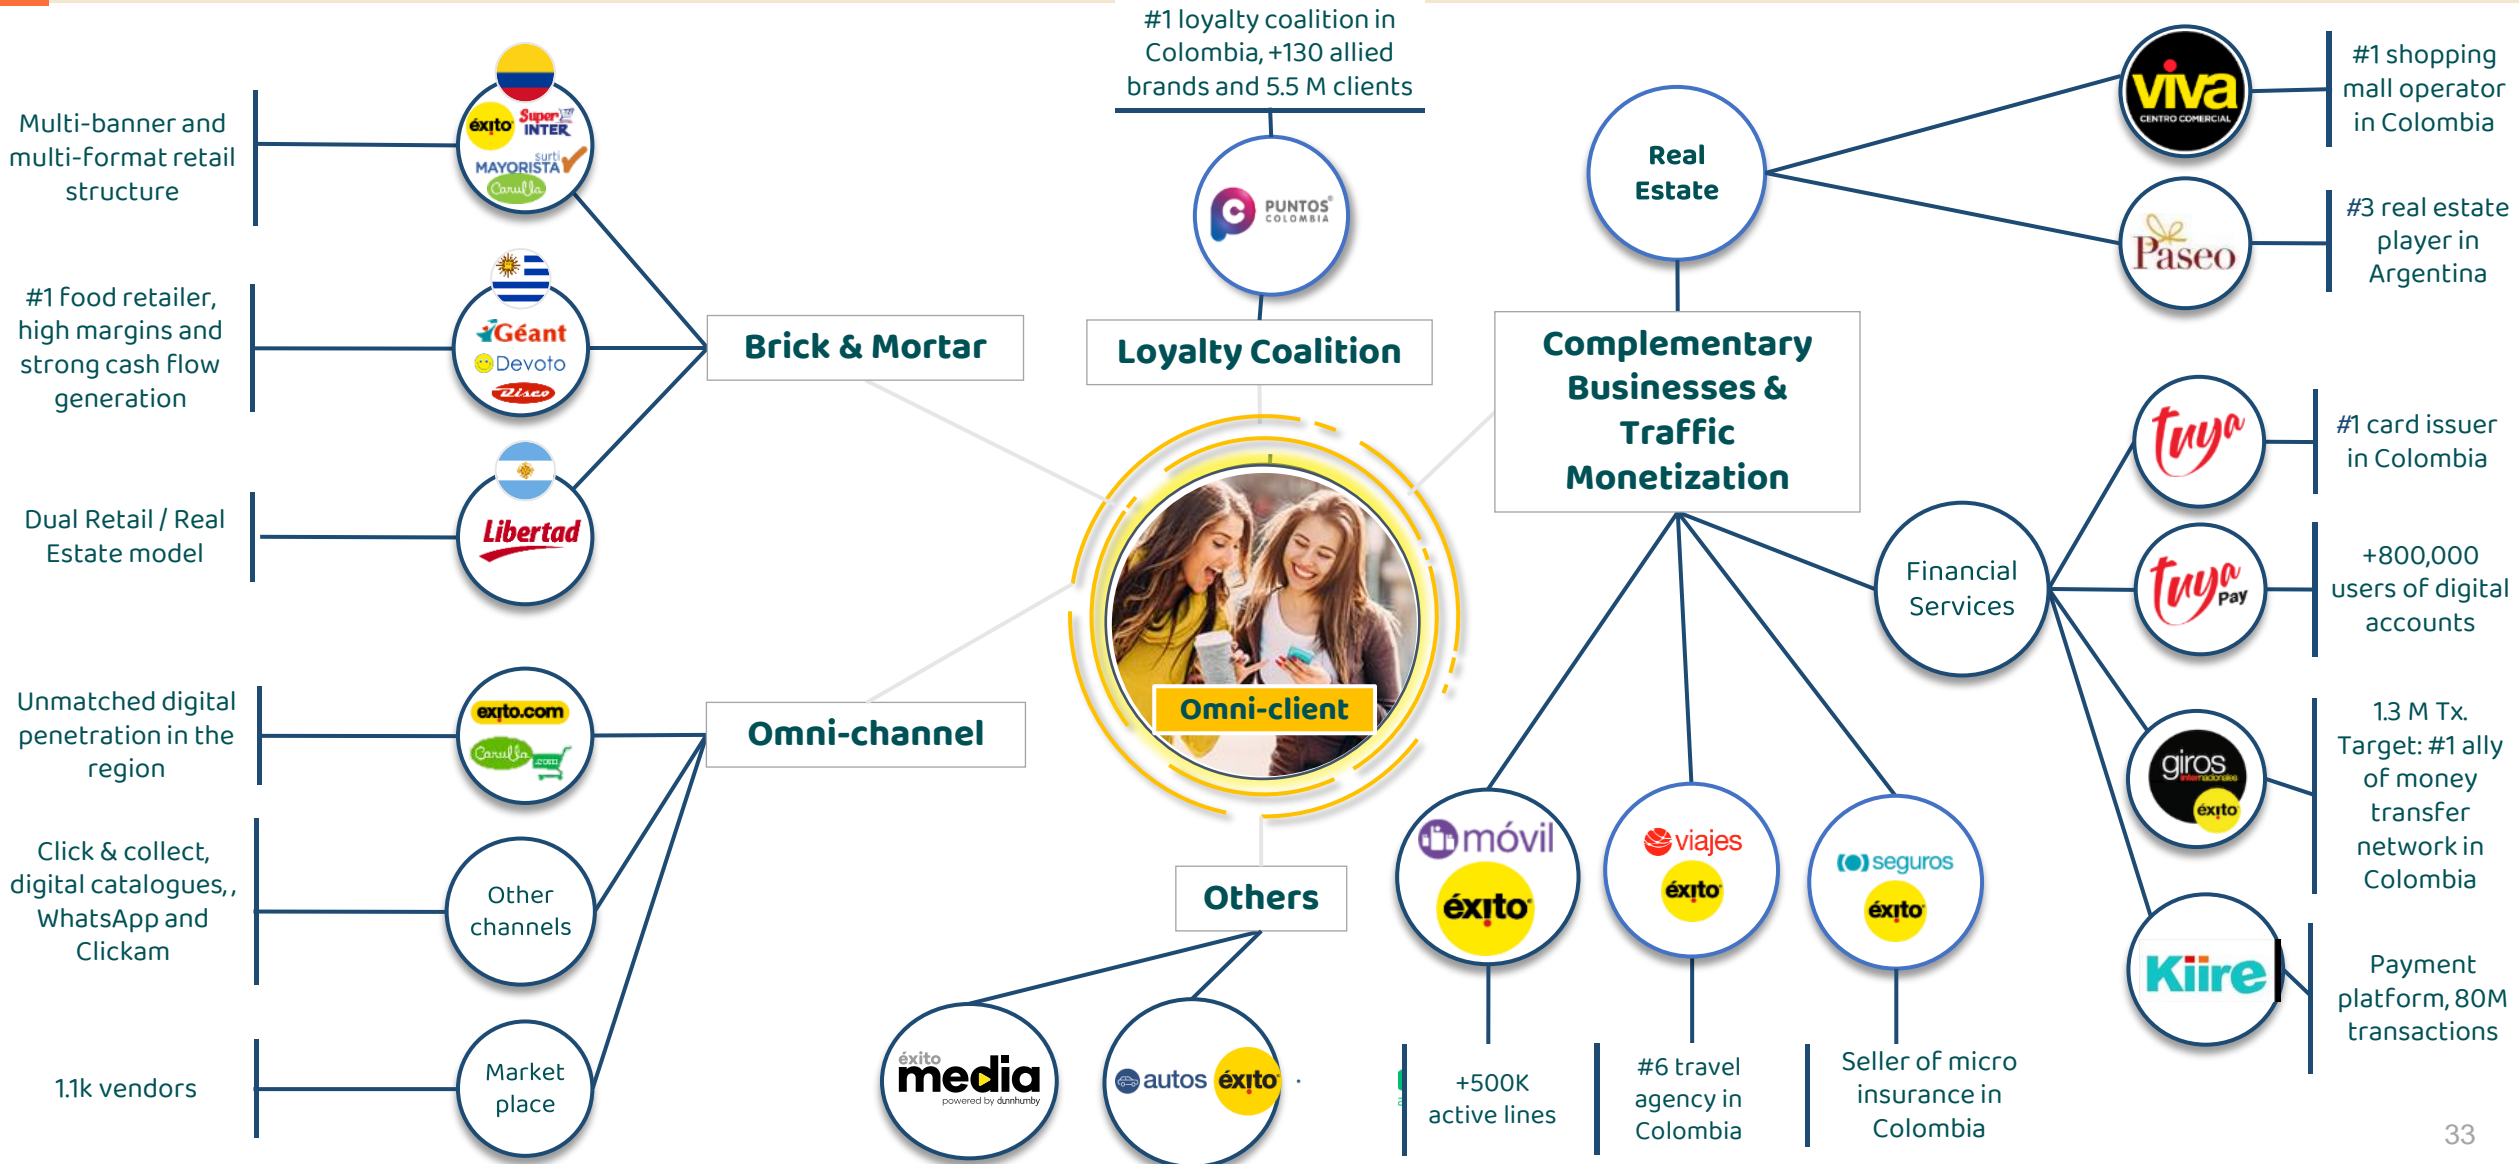 #1 loyalty coalition in
Colombia, +130 allied
brands and 5.5 M clients
Multi-banner and
multi-format retail
structure
éxito
Super
INTER
surti
MAYORISTA
Carulla
#1 food retailer,
high margins and
strong cash flow
generation
Géant
Devoto
Disco
Dual Retail / Real
Estate model
Libertad
Brick & Mortar
PUNTOS
COLOMBIA
Loyalty Coalition
Real
Estate
viva
CENTRO COMERCIAL
#1 shopping
mall operator
in Colombia
Paseo
#3 real estate
player in
Argentina
Complementary
Businesses &
Traffic
Monetization
Financial
Services
tuya
#1 card issuer
in Colombia
tuya
Pay
+800,000
users of digital
accounts
giros
internacionales
éxito
1.3 M Tx.
Target: #1 ally
of money
transfer
network in
Colombia
Kiire
Payment
platform, 80M
transactions
Omni-client
Unmatched digital
penetration in the
region
exito.com
Carulla
.com
Omni-channel
Click & collect,
digital catalogues,,
WhatsApp and
Clickam
Other
channels
1.1k vendors
Market
place
Others
éxito
media
powered by dunnhumby
autos éxito
móvil
éxito
+500K
active lines
viajes
éxito
#6 travel
agency in
Colombia
seguros
éxito
Seller of micro
insurance in
Colombia
33